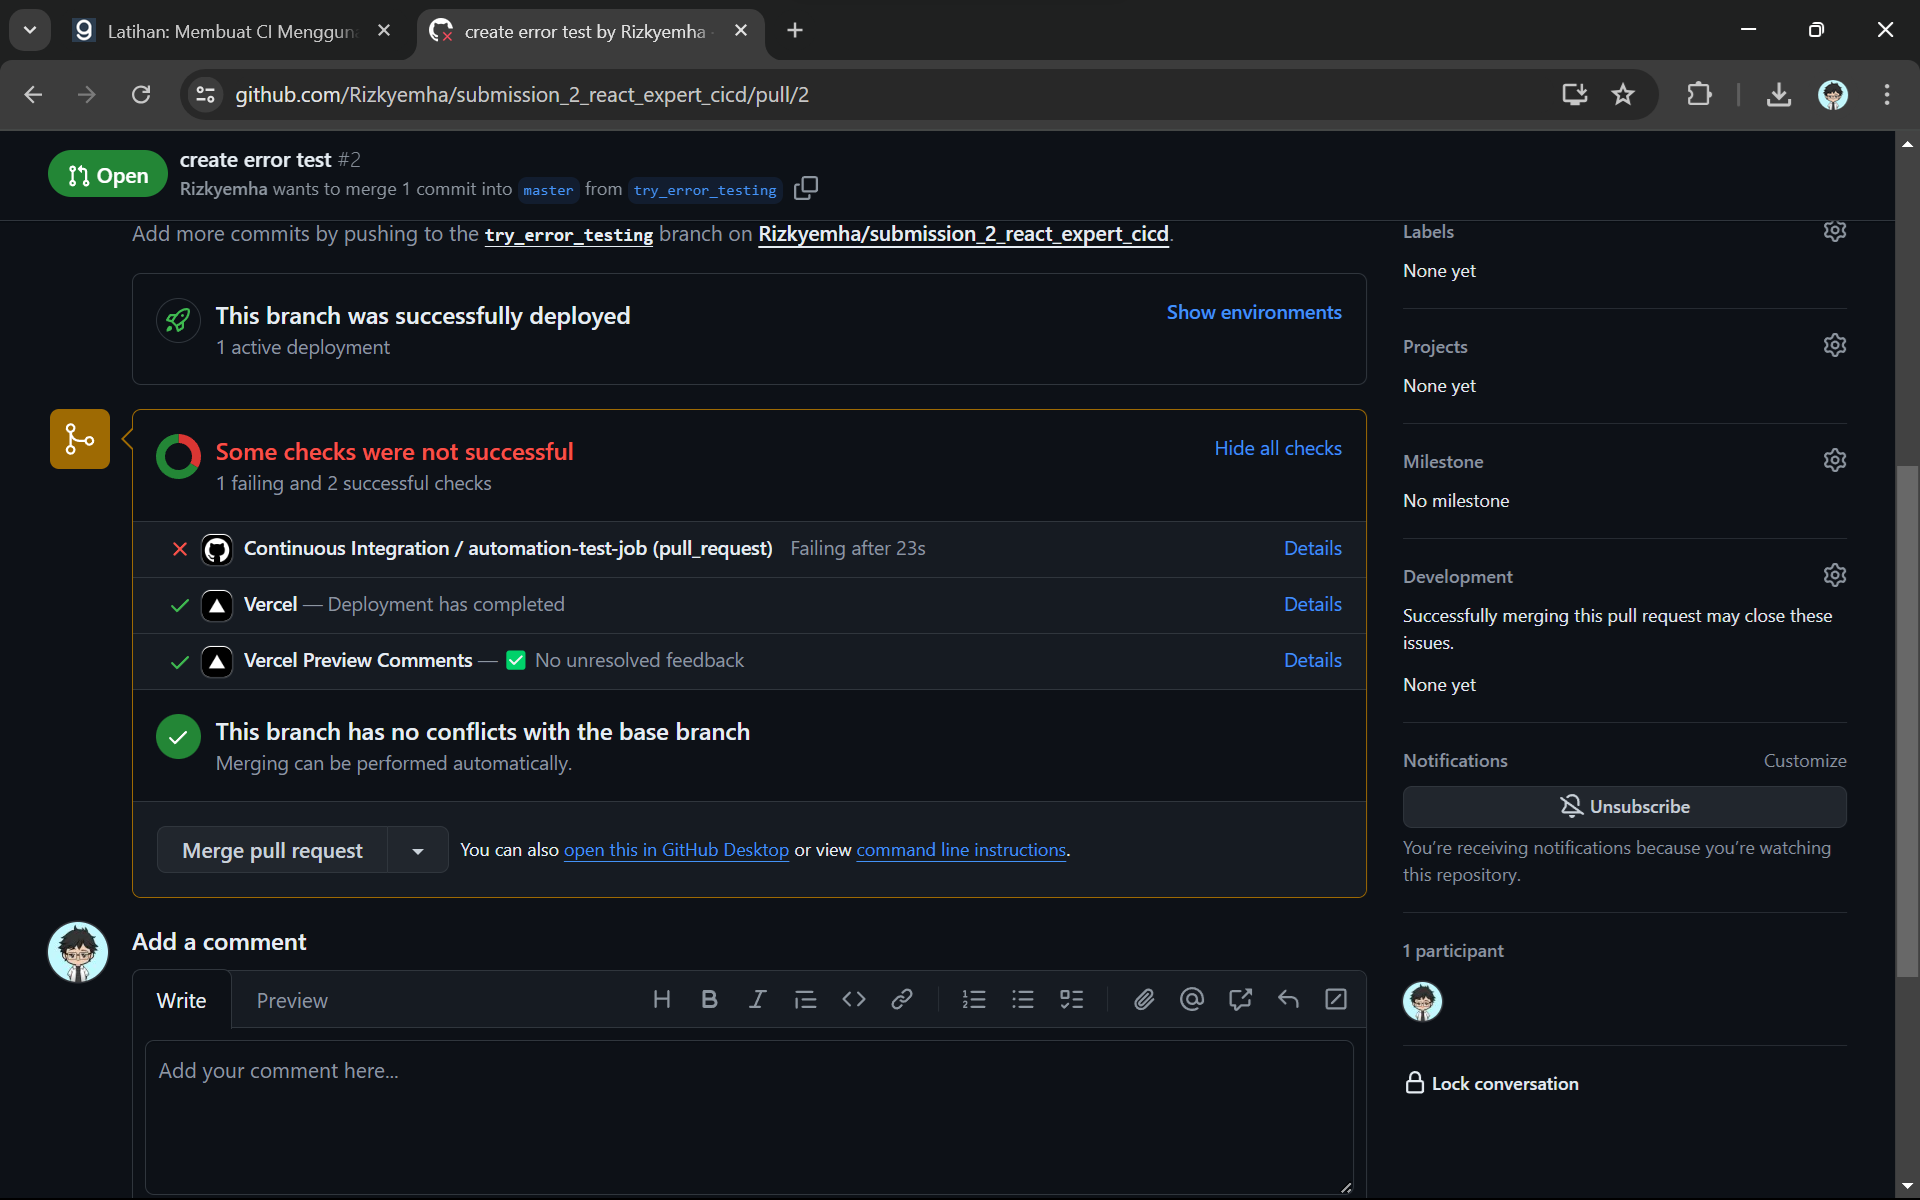 Latihan: Membuat CI Menggun
create error test by Rizkyemha
github.com/Rizkyemha/submission_2_react_expert_cicd/pull/2
Open
create error test #2
Rizkyemha wants to merge 1 commit into master from try_error_testing
Add more commits by pushing to the try_error_testing branch on Rizkyemha/submission_2_react_expert_cicd.
This branch was successfully deployed
1 active deployment
Show environments
Some checks were not successful
1 failing and 2 successful checks
Hide all checks
Continuous Integration / automation-test-job (pull_request) Failing after 23s
Details
Vercel — Deployment has completed
Details
Vercel Preview Comments — ✅ No unresolved feedback
Details
This branch has no conflicts with the base branch
Merging can be performed automatically.
Merge pull request
You can also open this in GitHub Desktop or view command line instructions.
Add a comment
Write
Preview
Add your comment here...
Labels
None yet
Projects
None yet
Milestone
No milestone
Development
Successfully merging this pull request may close these
issues.
None yet
Notifications
Customize
Unsubscribe
You're receiving notifications because you're watching
this repository.
1 participant
Lock conversation